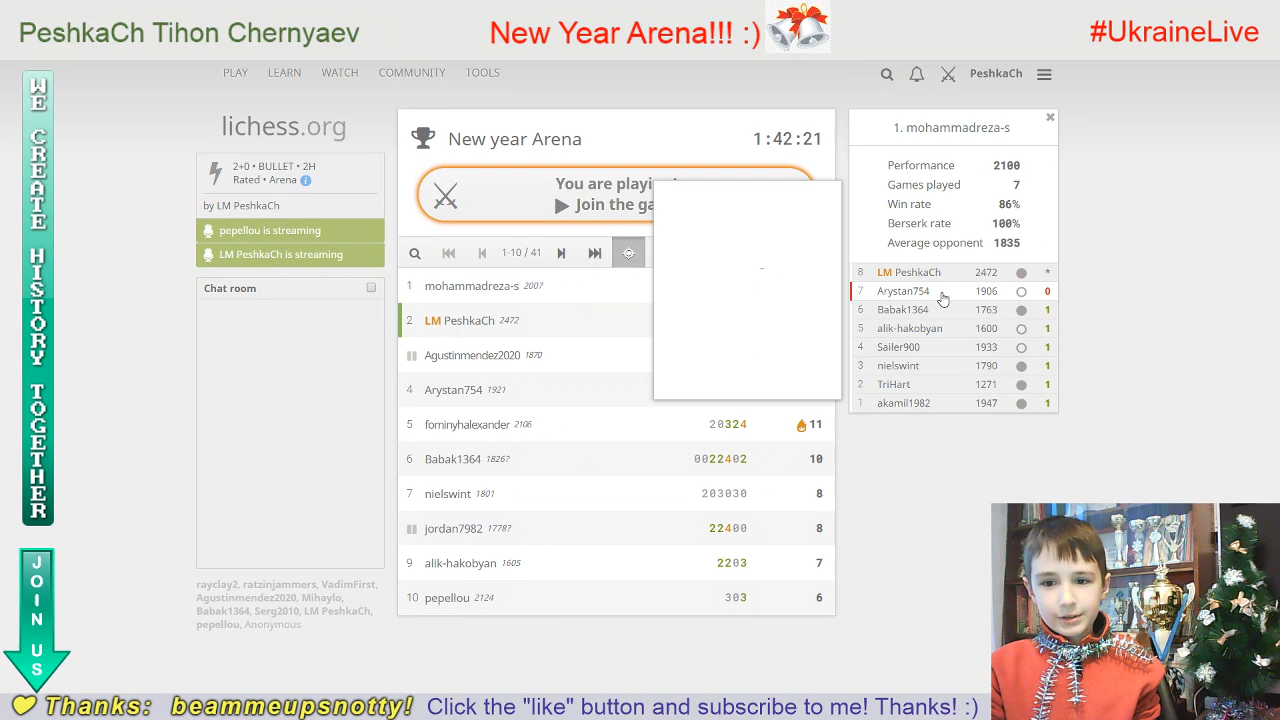 PeshkaCh Tihon Chernyaev
New Year Arena!!! :)
#UkraineLive
WE CREATE HISTORY TOGETHER
JOIN US
PLAY LEARN WATCH COMMUNITY TOOLS
PeshkaCh
lichess.org
2+0 • BULLET • 2H
Rated • Arena
by LM PeshkaCh
pepellou is streaming
LM PeshkaCh is streaming
Chat room
rayclay2, ratzinjammers, VadimFirst,
Agustinmendez2020, Mihaylo,
Babak1364, Serg2010, LM PeshkaCh,
pepellou, Anonymous
New year Arena 1:42:21
You are playing
Join the ga
1-10 / 41
1 mohammadreza-s 2007
2 LM PeshkaCh 2472
Agustinmendez2020 1870
4 Arystan754 1921
5 fominyhalexander 2106 20324 11
6 Babak1364 1826? 0022402 10
7 nielswint 1801 203030 8
jordan7982 1778? 22400 8
9 alik-hakobyan 1605 2203 7
10 pepellou 2124 303 6
1. mohammadreza-s
Performance 2100
Games played 7
Win rate 86%
Berserk rate 100%
Average opponent 1835
8 LM PeshkaCh 2472 *
7 Arystan754 1906 0
6 Babak1364 1763 1
5 alik-hakobyan 1600 1
4 Sailer900 1933 1
3 nielswint 1790 1
2 TriHart 1271 1
1 akamil1982 1947 1
Thanks: beammeupsnotty! Click the "like" button and subscribe to me! Thanks! :)